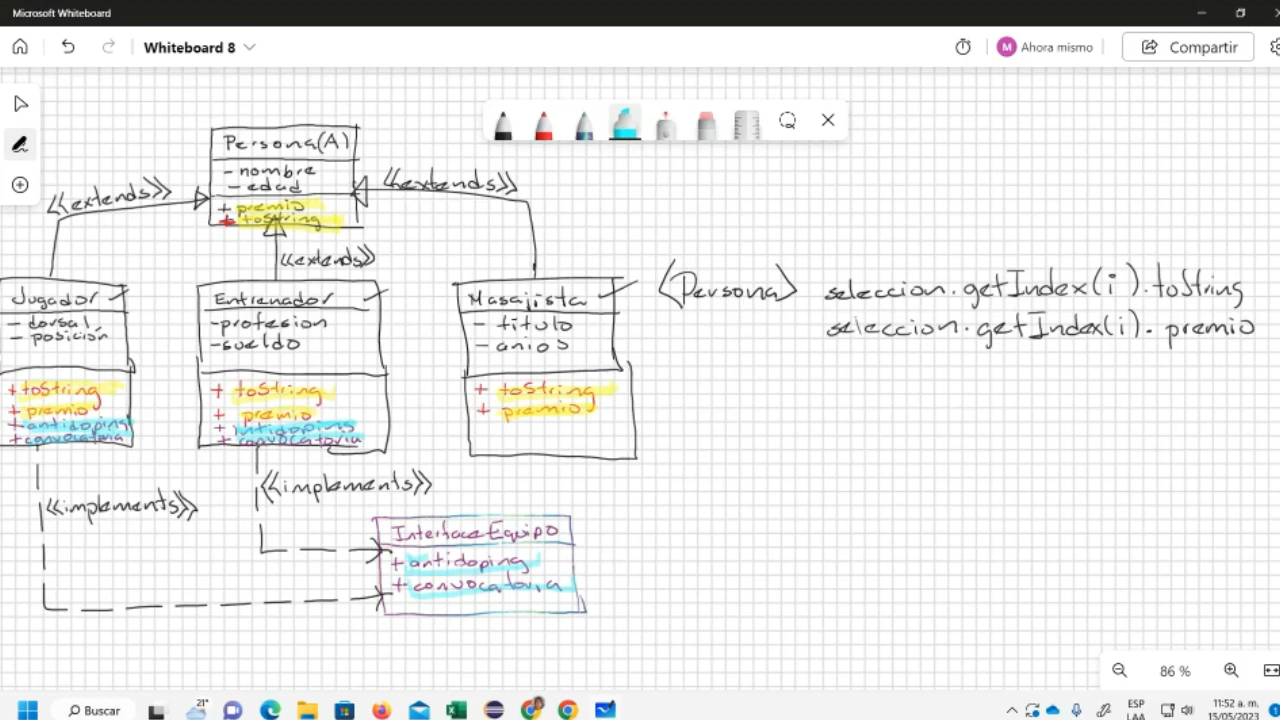 Microsoft Whiteboard
Whiteboard 8
M Ahora mismo
Compartir
Persona(A)
- nombre
- edad
+ premio
+ toString
<<extends>>
<<extends>>
<<extends>>
Jugador
- dorsal
- posición
+ toString
+ premio
+ antidoping
+ convocatoria
Entrenador
-profesion
-sueldo
+ toString
+ premio
+ antidoping
+ convocatoria
Masajista
- titulo
- anios
+ toString
+ premio
<Persona>
seleccion.getIndex(i).toString
seleccion.getIndex(i).premio
<<implements>>
<<implements>>
InterfaceEquipo
+ antidoping
+ convocatoria
86 %
21°
Buscar
ESP
LAA
11:52 a. m.
15/05/2023